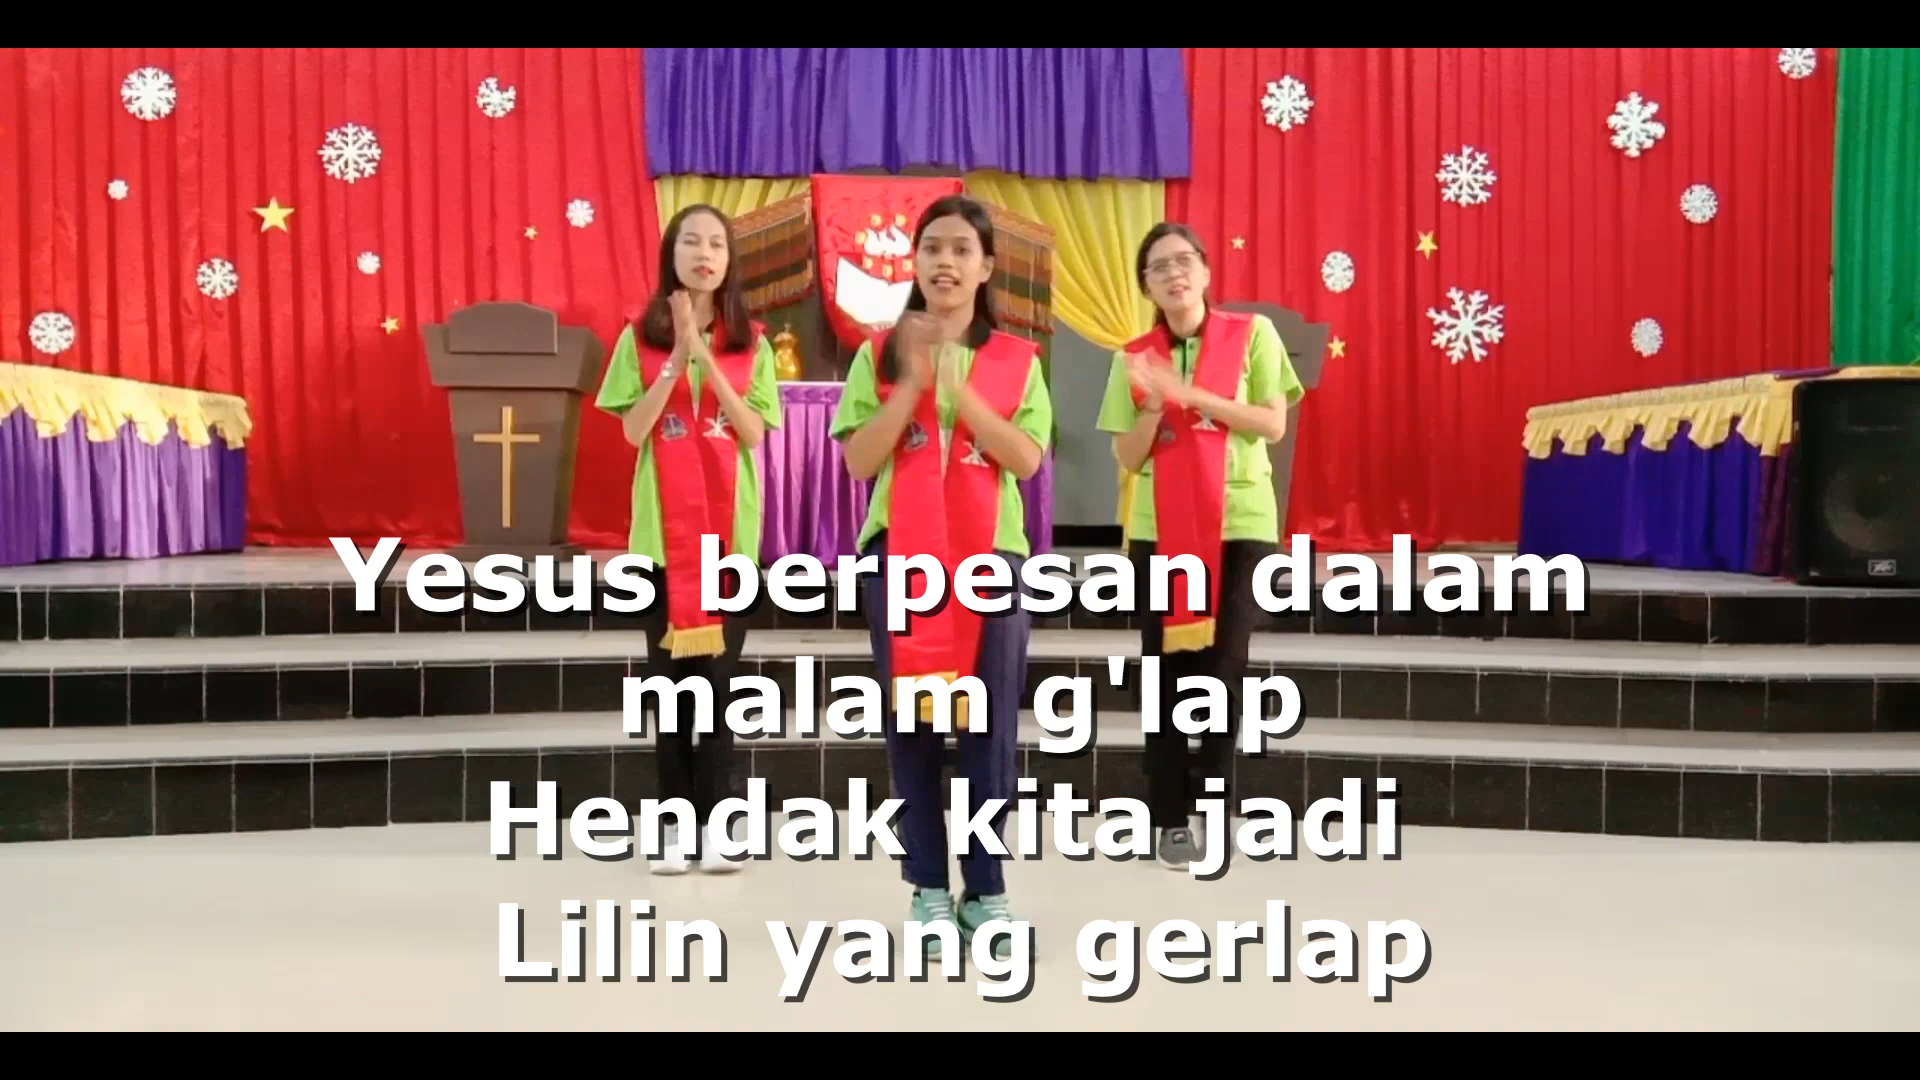 Yesus berpesan dalam
malam g'lap
Hendak kita jadi
Lilin yang gerlap